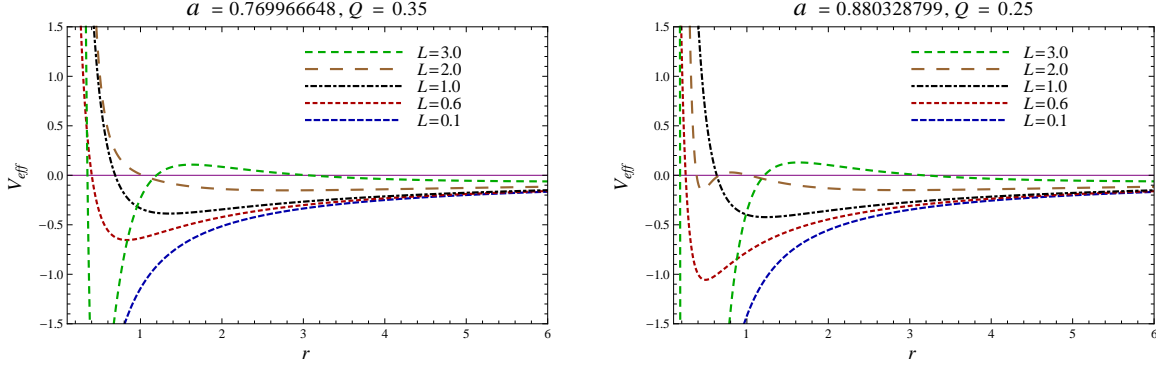 a = 0.769966648, Q = 0.35
1.5
1.0
0.5
0.0
−0.5
−1.0
−1.5
V_eff
L=3.0
L=2.0
L=1.0
L=0.6
L=0.1
1 2 3 4 5 6
r
a = 0.880328799, Q = 0.25
1.5
1.0
0.5
0.0
−0.5
−1.0
−1.5
V_eff
L=3.0
L=2.0
L=1.0
L=0.6
L=0.1
1 2 3 4 5 6
r